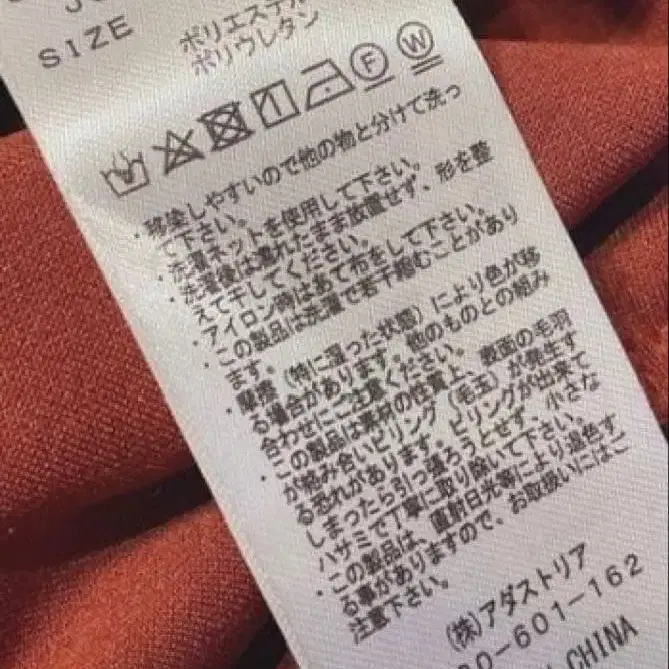 SIZE
ポリエステル
ポリウレタン
F W
・移染しやすいので他の物と分けて洗っ
て下さい。
・洗濯ネットを使用して下さい。
・洗濯後は濡れたまま放置せず、形を整
えて干してください。
・アイロン時はあて布をして下さい。
・この製品は洗濯で若干縮むことがあり
ます。
・摩擦（特に湿った状態）により色が移
る場合があります。他のものとの組み
合わせにご注意ください。
・この製品は素材の性質上、表面の毛羽
が絡み合いピリング（毛玉）が発生す
る恐れがあります。ピリングが出来て
しまったら引っ張ろうとせず、小さな
ハサミで丁寧に取り除いて下さい。
・この製品は、直射日光等により退色す
る事がありますので、お取扱いにはご
注意下さい。
(株)アダストリア
0-601-162
CHINA